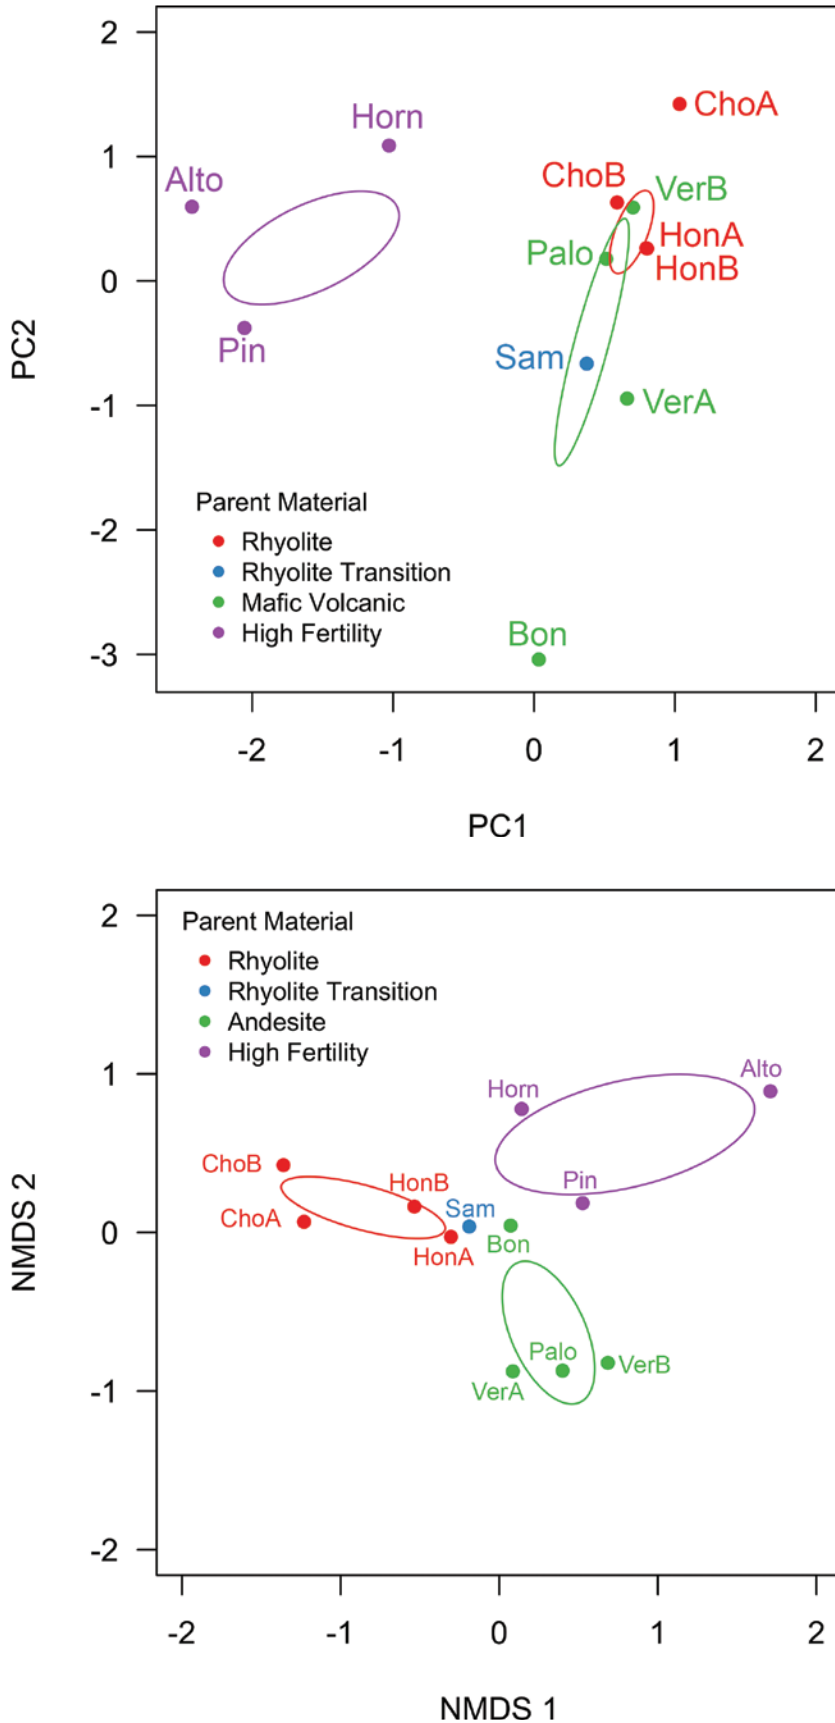 2
1
0
-1
-2
-3
PC2
ChoA
Horn
Alto
ChoB
VerB
HonA
Palo
HonB
Pin
Sam
VerA
Parent Material
Rhyolite
Rhyolite Transition
Mafic Volcanic
High Fertility
Bon
-2 -1 0 1 2
PC1
2
1
0
-1
-2
NMDS 2
Parent Material
Rhyolite
Rhyolite Transition
Andesite
High Fertility
Alto
Horn
ChoB
HonB
Pin
Sam
ChoA
HonA
Bon
Palo
VerB
VerA
-2 -1 0 1 2
NMDS 1